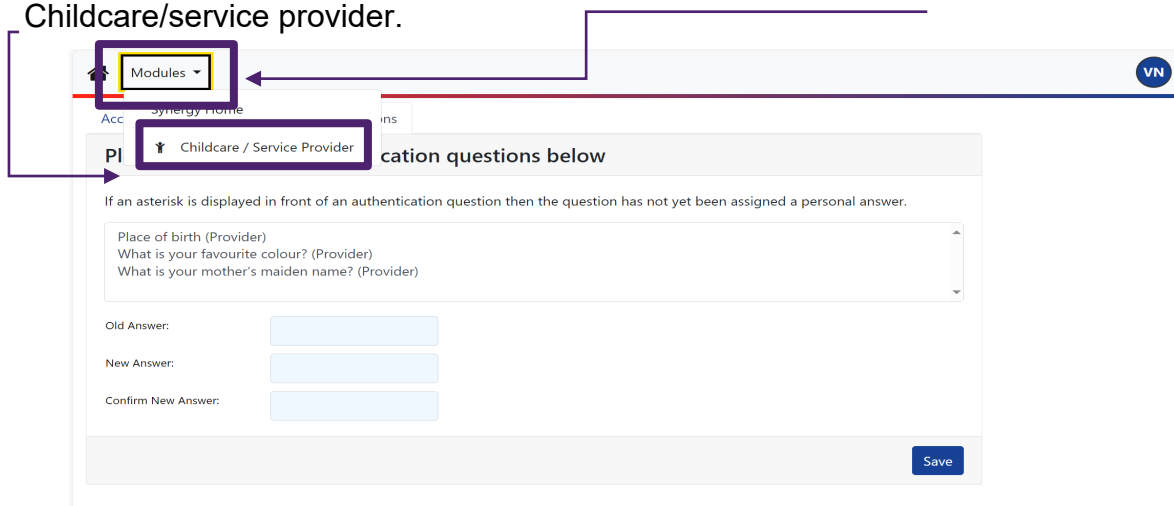 Childcare/service provider.
Modules
VN
Synergy Home
Acc
ons
Childcare / Service Provider
Pl
cation questions below
If an asterisk is displayed in front of an authentication question then the question has not yet been assigned a personal answer.
Place of birth (Provider)
What is your favourite colour? (Provider)
What is your mother's maiden name? (Provider)
Old Answer:
New Answer:
Confirm New Answer:
Save